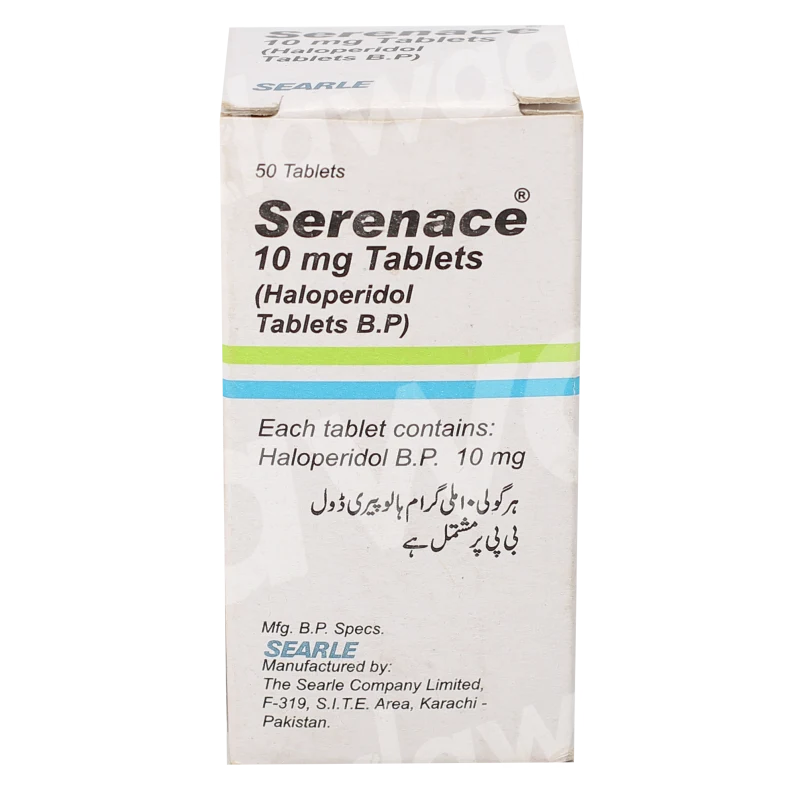 Serenace®
10 mg Tablets
(Haloperidol
Tablets B.P)
SEARLE
50 Tablets
Serenace®
10 mg Tablets
(Haloperidol
Tablets B.P)
Each tablet contains:
Haloperidol B.P. 10 mg
ہر گولی ۱۰ ملی گرام ہالوپیری ڈول
بی پی پر مشتمل ہے
Mfg. B.P. Specs.
SEARLE
Manufactured by:
The Searle Company Limited,
F-319, S.I.T.E. Area, Karachi -
Pakistan.